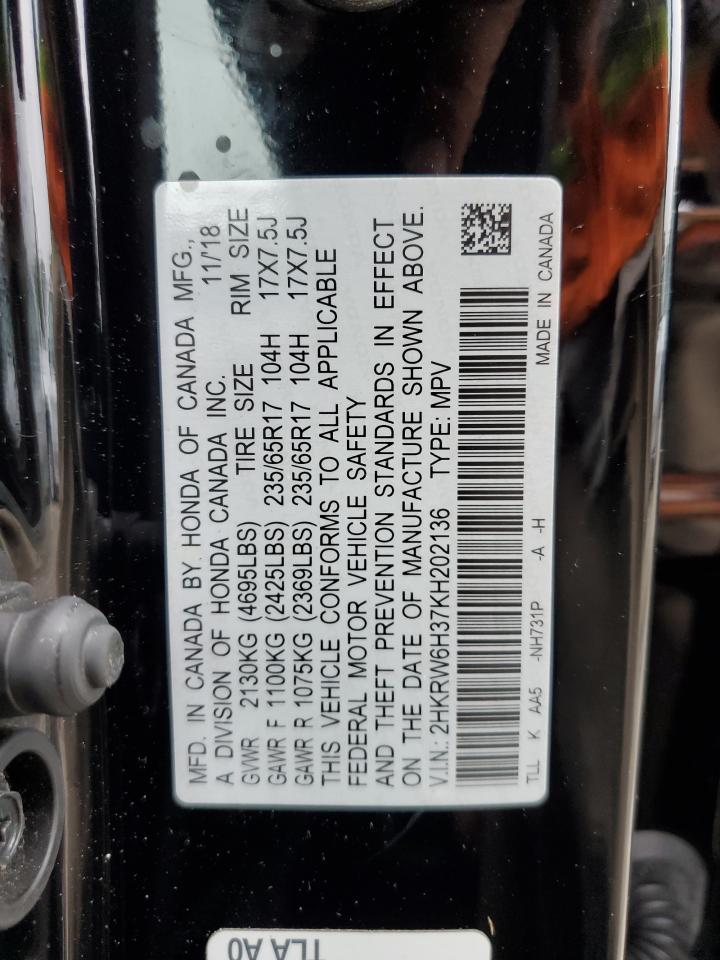 MFD. IN CANADA BY. HONDA OF CANADA MFG.,
A DIVISION OF HONDA CANADA INC. 11/'18
GVWR 2130KG (4695LBS) TIRE SIZE RIM SIZE
GAWR F 1100KG (2425LBS) 235/65R17 104H 17X7.5J
GAWR R 1075KG (2369LBS) 235/65R17 104H 17X7.5J
THIS VEHICLE CONFORMS TO ALL APPLICABLE
FEDERAL MOTOR VEHICLE SAFETY
AND THEFT PREVENTION STANDARDS IN EFFECT
ON THE DATE OF MANUFACTURE SHOWN ABOVE.
V.I.N.: 2HKRW6H37KH202136 TYPE: MPV
TLL K AA5 -NH731P -A -H MADE IN CANADA
TLA A0